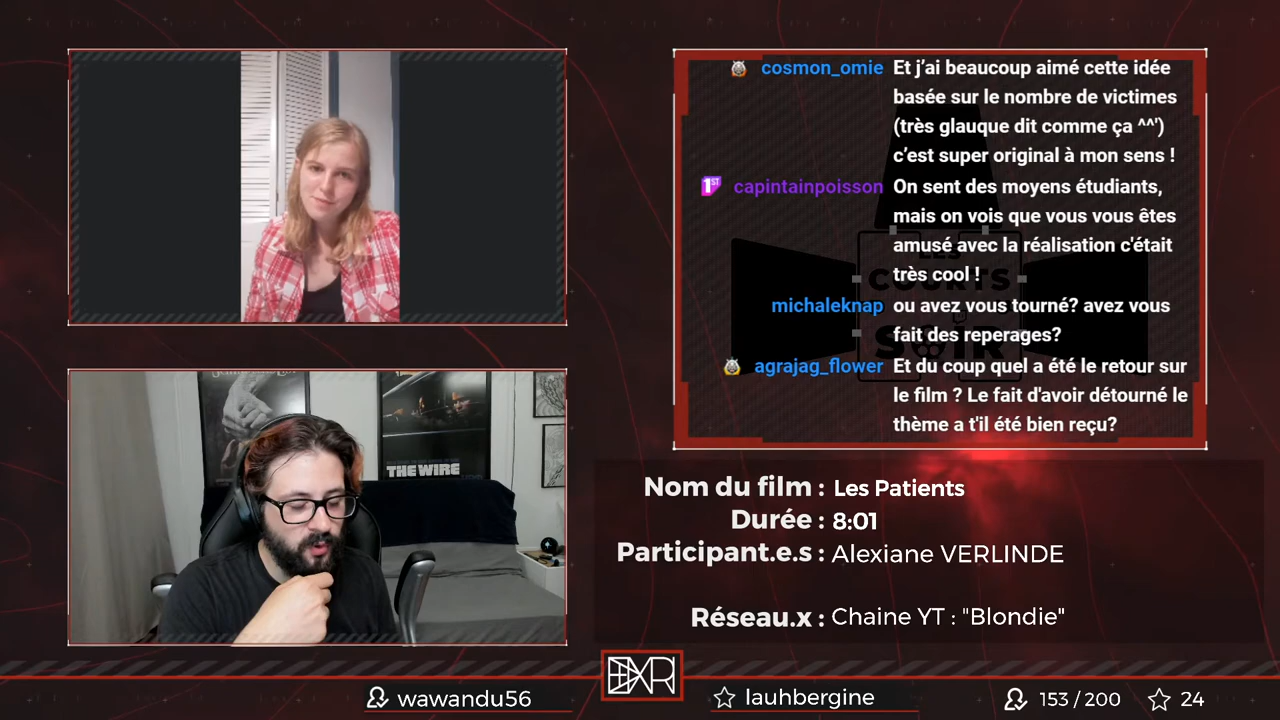 cosmon_omie Et j'ai beaucoup aimé cette idée
basée sur le nombre de victimes
(très glauque dit comme ça ^^')
c'est super original à mon sens !
1ST capintainpoisson On sent des moyens étudiants,
mais on vois que vous vous êtes
amusé avec la réalisation c'était
très cool !
michaleknap ou avez vous tourné? avez vous
fait des reperages?
agrajag_flower Et du coup quel a été le retour sur
le film ? Le fait d'avoir détourné le
thème a t'il été bien reçu?
LES
COURTS
SOIR
THE WIRE
Nom du film : Les Patients
Durée : 8:01
Participant.e.s : Alexiane VERLINDE
Réseau.x : Chaine YT : "Blondie"
wawandu56
lauhbergine
153 / 200
24